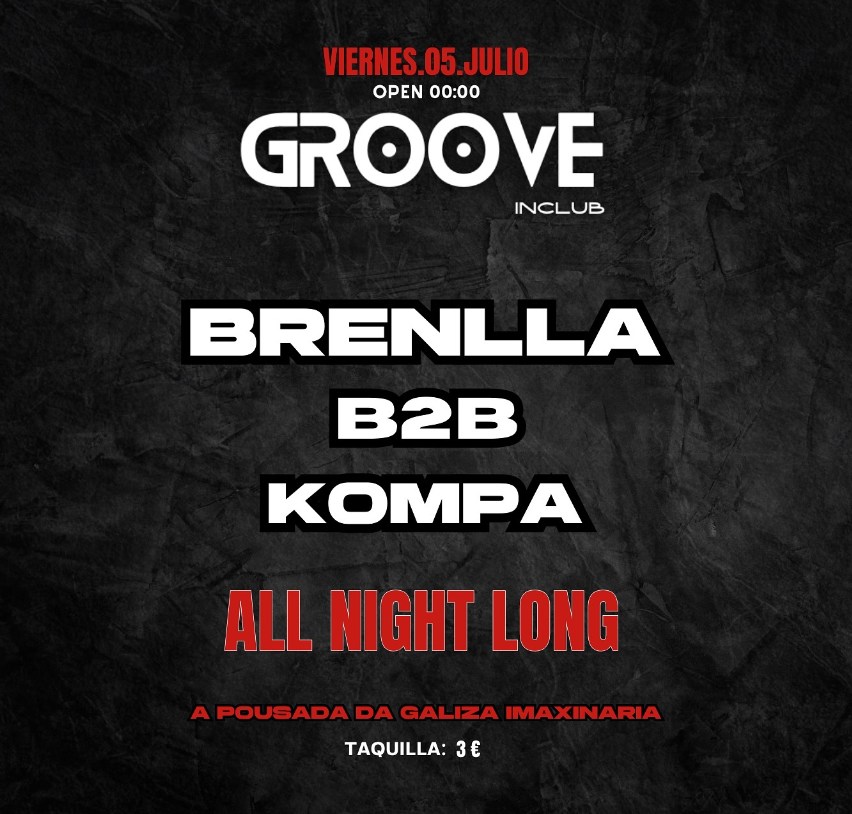 VIERNES.05.JULIO
OPEN 00:00
GROOVE
INCLUB
BRENLLA
B2B
KOMPA
ALL NIGHT LONG
A POUSADA DA GALIZA IMAXINARIA
TAQUILLA: 3 €